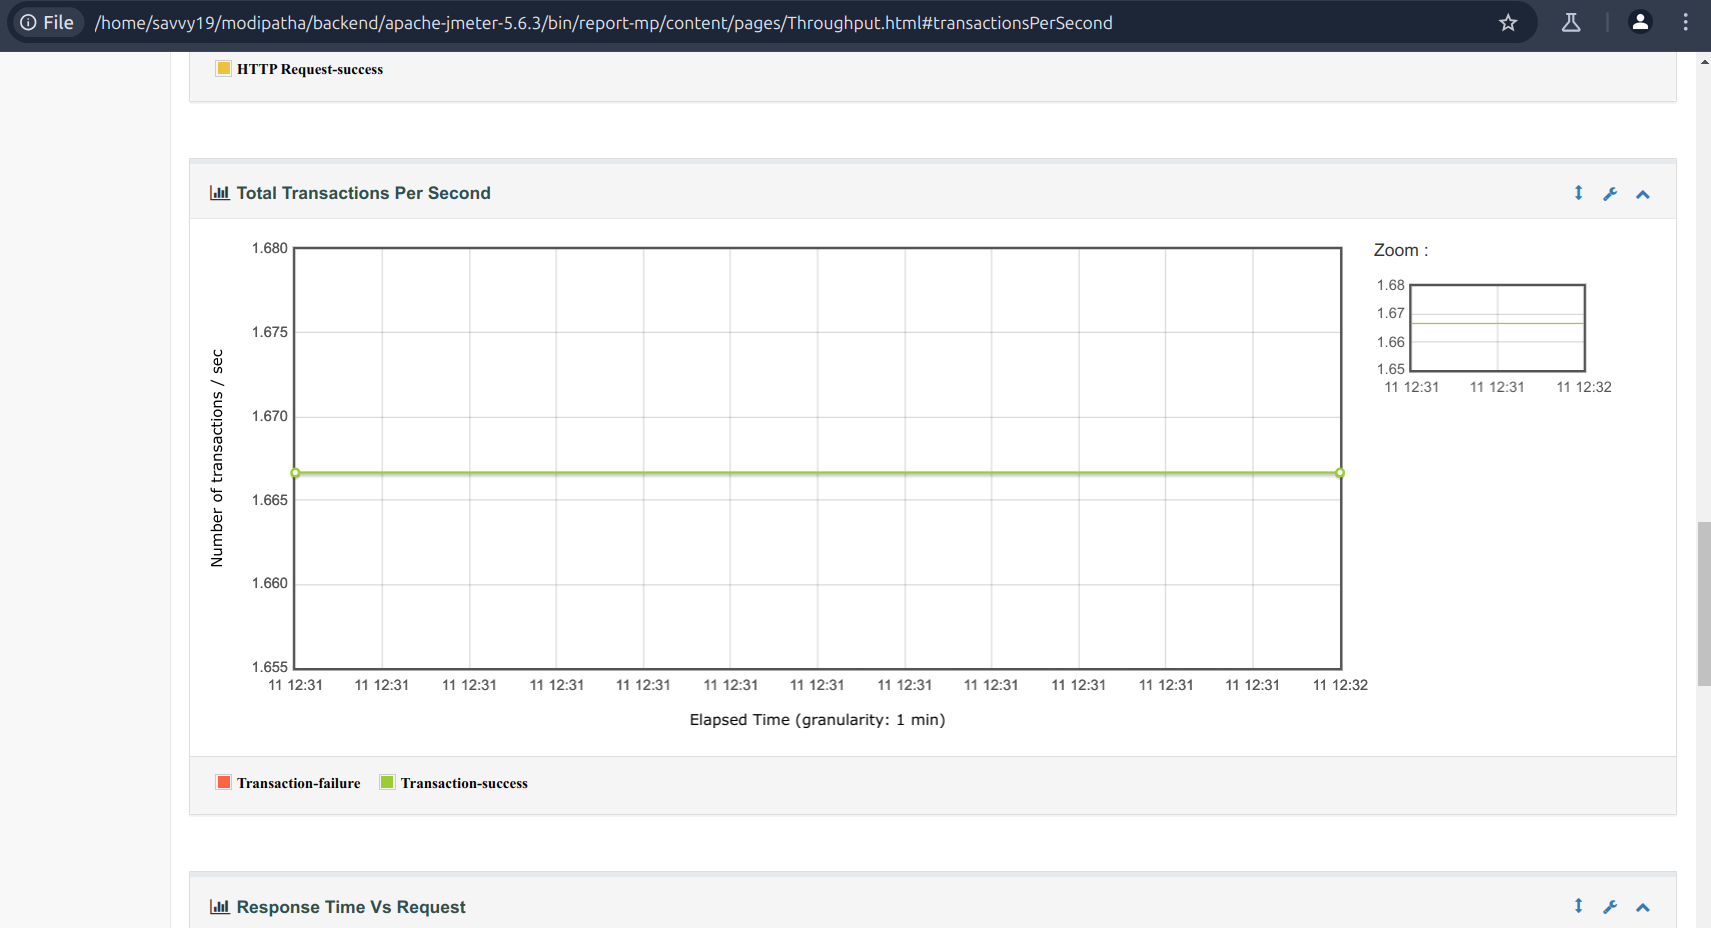 File /home/savvy19/modipatha/backend/apache-jmeter-5.6.3/bin/report-mp/content/pages/Throughput.html#transactionsPerSecond
HTTP Request-success
Total Transactions Per Second
1.680
1.675
1.670
1.665
1.660
1.655
Number of transactions / sec
11 12:31 11 12:31 11 12:31 11 12:31 11 12:31 11 12:31 11 12:31 11 12:31 11 12:31 11 12:31 11 12:31 11 12:31 11 12:32
Elapsed Time (granularity: 1 min)
Zoom :
1.68
1.67
1.66
1.65
11 12:31 11 12:31 11 12:32
Transaction-failure Transaction-success
Response Time Vs Request